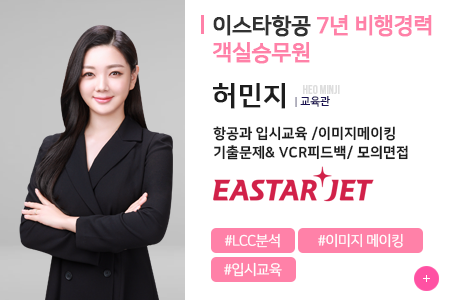 이스타항공 7년 비행경력
객실승무원
허민지 HEO MINJI
| 교육관
항공과 입시교육 /이미지메이킹
기출문제& VCR피드백/ 모의면접
EASTAR JET
#LCC분석 #이미지 메이킹
#입시교육
+